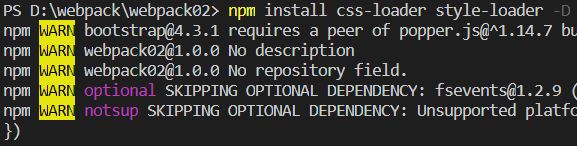 PS D:\webpack\webpack02> npm install css-loader style-loader -D
npm WARN bootstrap@4.3.1 requires a peer of popper.js@^1.14.7 bu
npm WARN webpack02@1.0.0 No description
npm WARN webpack02@1.0.0 No repository field.
npm WARN optional SKIPPING OPTIONAL DEPENDENCY: fsevents@1.2.9 (
npm WARN notsup SKIPPING OPTIONAL DEPENDENCY: Unsupported platfo
})